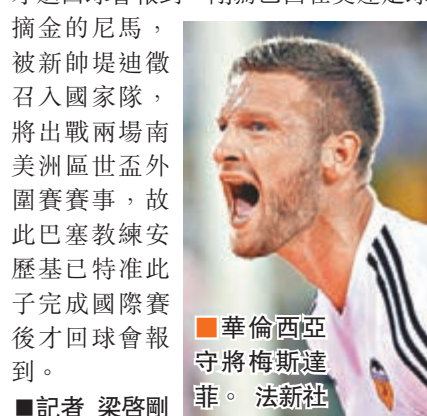 摘金的尼馬，
被新帥堤迪徵
召入國家隊，
將出戰兩場南
美洲區世盃外
圍賽賽事，故
此巴塞教練安
歷基已特准此
子完成國際賽
後才回球會報
到。
■記者 梁啓剛
■華倫西亞
守將梅斯達
菲。 法新社